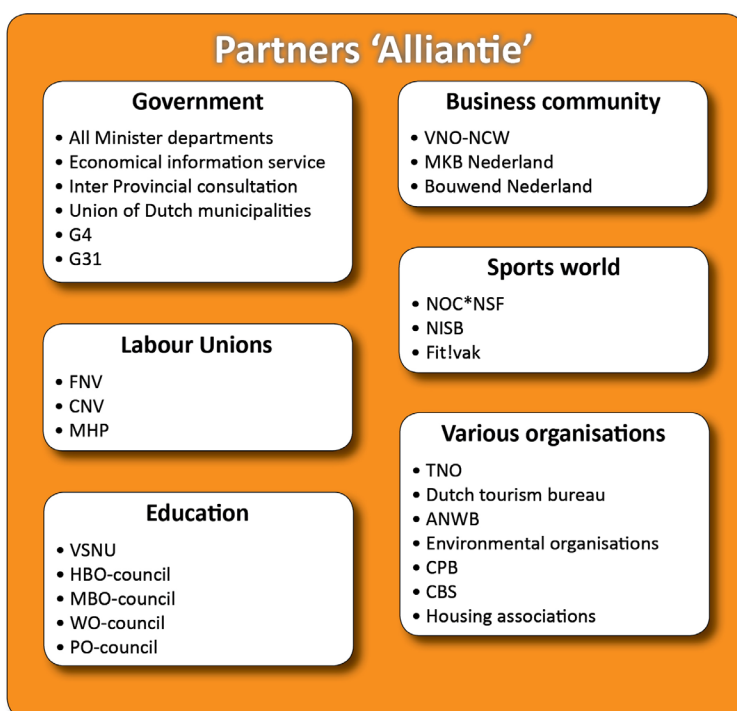 Partners ‘Alliantie’
Government
• All Minister departments
• Economical information service
• Inter Provincial consultation
• Union of Dutch municipalities
• G4
• G31
Labour Unions
• FNV
• CNV
• MHP
Education
• VSNU
• HBO-council
• MBO-council
• WO-council
• PO-council
Business community
• VNO-NCW
• MKB Nederland
• Bouwend Nederland
Sports world
• NOC*NSF
• NISB
• Fit!vak
Various organisations
• TNO
• Dutch tourism bureau
• ANWB
• Environmental organisations
• CPB
• CBS
• Housing associations